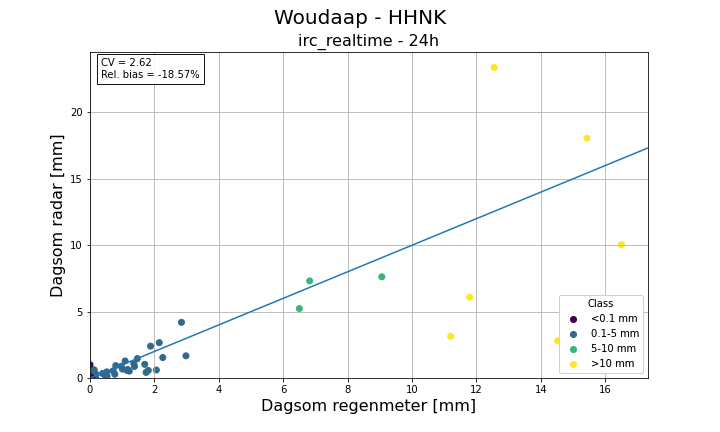 Woudaap - HHNK
irc_realtime - 24h
CV = 2.62
Rel. bias = -18.57%
Dagsom radar [mm]
20
15
10
5
0
0 2 4 6 8 10 12 14 16
Dagsom regenmeter [mm]
Class
<0.1 mm
0.1-5 mm
5-10 mm
>10 mm